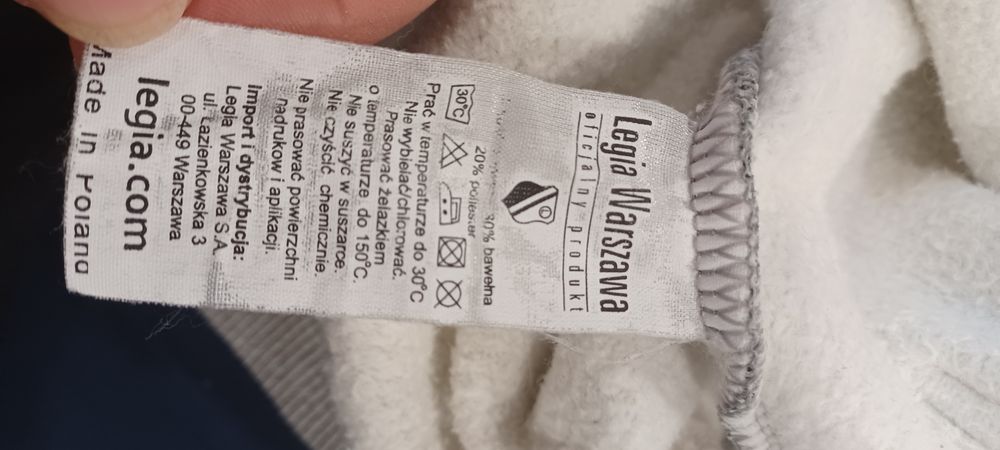 Legia Warszawa
oficjalny produkt
20% poliester bawełna
30°C
Prać w temperaturze do 30°C
Nie wybielać/chlorować.
Prasować żelazkiem
o temperaturze do 150°C.
Nie suszyć w suszarce.
Nie czyścić chemicznie.
Nie prasować powierzchni
nadruków i aplikacji.
Import i dystrybucja:
Legia Warszawa S.A.
ul. Łazienkowska 3
00-449 Warszawa
legia.com
Made in Poland